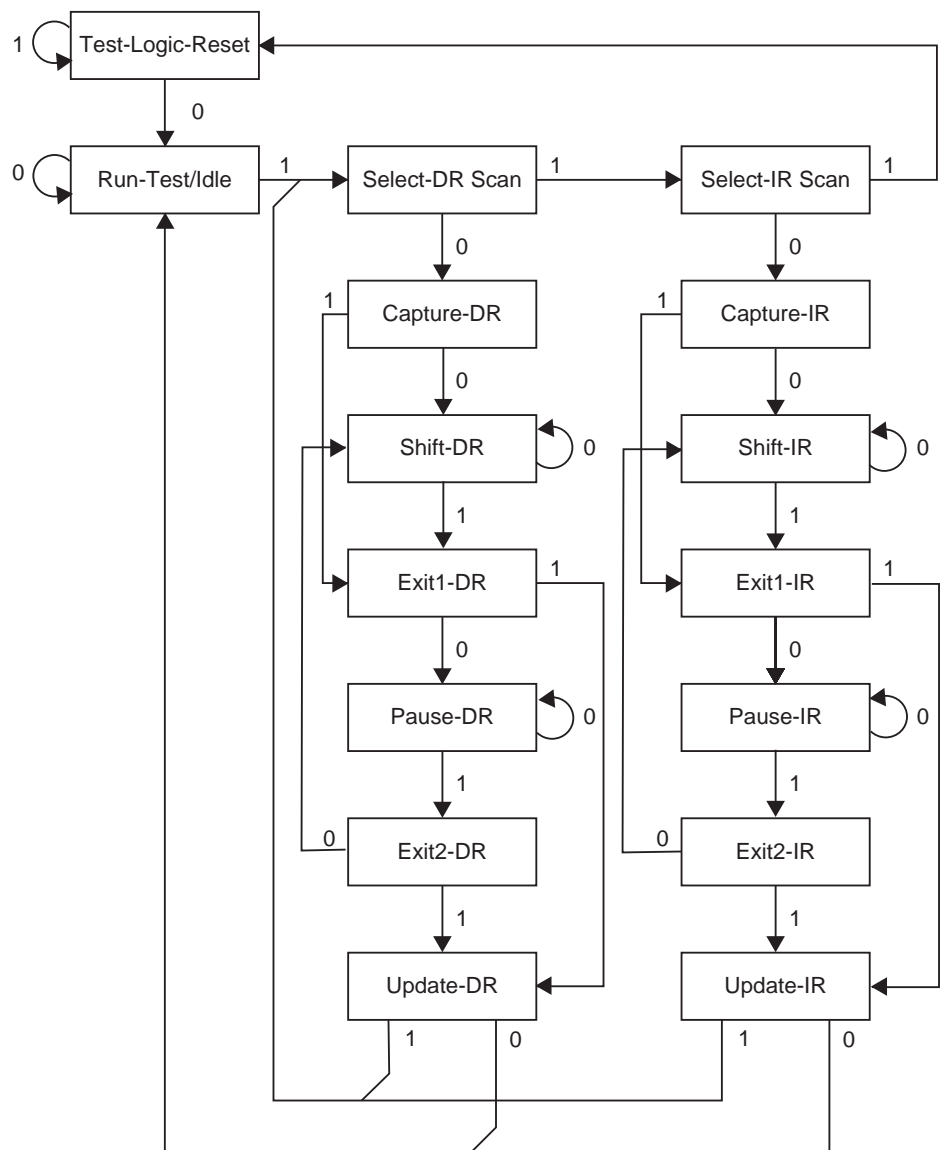 1 Test-Logic-Reset
0
0 Run-Test/Idle 1 Select-DR Scan 1 Select-IR Scan 1
0 0
1 Capture-DR 1 Capture-IR
0 0
Shift-DR 0 Shift-IR 0
1 1
Exit1-DR 1 Exit1-IR 1
0 0
Pause-DR 0 Pause-IR 0
1 1
0 Exit2-DR 0 Exit2-IR
1 1
Update-DR Update-IR
1 0 1 0